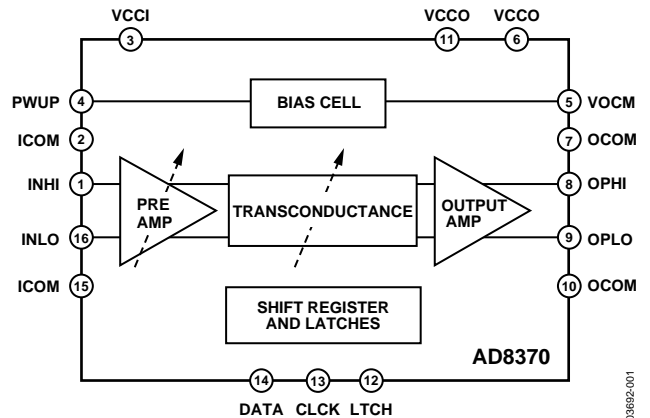 VCCI
VCCO
VCCO
3
11
6
PWUP
4
BIAS CELL
5
VOCM
ICOM
2
7
OCOM
INHI
1
PRE
AMP
TRANSCONDUCTANCE
OUTPUT
AMP
8
OPHI
INLO
16
9
OPLO
ICOM
15
10
OCOM
SHIFT REGISTER
AND LATCHES
AD8370
14
13
12
DATA
CLCK
LTCH
03692-001